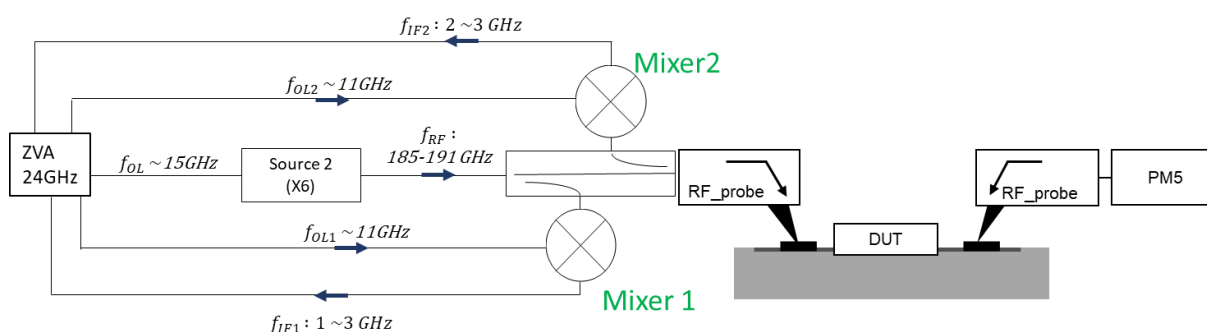 f_IF2 : 2 ~3 GHz
Mixer2
f_OL2 ~11GHz
ZVA
24GHz
f_OL ~15GHz
Source 2
(X6)
f_RF :
185-191 GHz
RF_probe
RF_probe
PM5
DUT
f_OL1 ~11GHz
Mixer 1
f_IF1 : 1 ~3 GHz